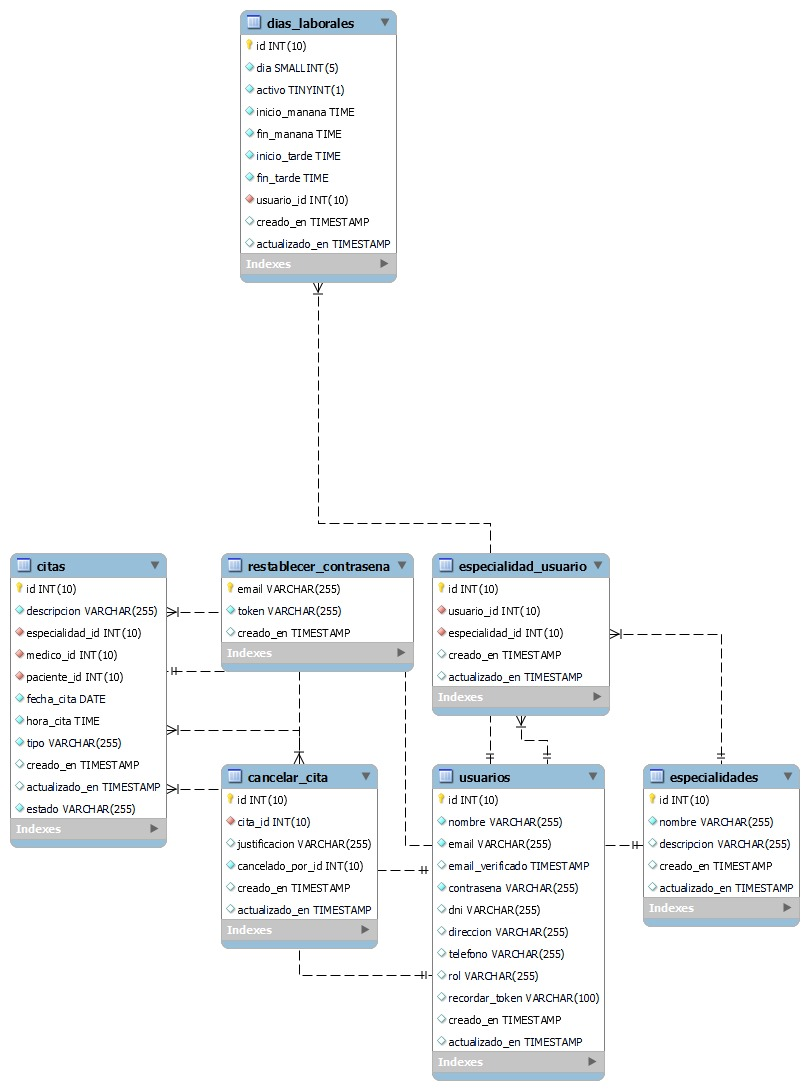 dias_laborales
id INT(10)
dia SMALLINT(5)
activo TINYINT(1)
inicio_manana TIME
fin_manana TIME
inicio_tarde TIME
fin_tarde TIME
usuario_id INT(10)
creado_en TIMESTAMP
actualizado_en TIMESTAMP
Indexes
citas
id INT(10)
descripcion VARCHAR(255)
especialidad_id INT(10)
medico_id INT(10)
paciente_id INT(10)
fecha_cita DATE
hora_cita TIME
tipo VARCHAR(255)
creado_en TIMESTAMP
actualizado_en TIMESTAMP
estado VARCHAR(255)
Indexes
restablecer_contrasena
email VARCHAR(255)
token VARCHAR(255)
creado_en TIMESTAMP
Indexes
especialidad_usuario
id INT(10)
usuario_id INT(10)
especialidad_id INT(10)
creado_en TIMESTAMP
actualizado_en TIMESTAMP
Indexes
cancelar_cita
id INT(10)
cita_id INT(10)
justificacion VARCHAR(255)
cancelado_por_id INT(10)
creado_en TIMESTAMP
actualizado_en TIMESTAMP
Indexes
usuarios
id INT(10)
nombre VARCHAR(255)
email VARCHAR(255)
email_verificado TIMESTAMP
contrasena VARCHAR(255)
dni VARCHAR(255)
direccion VARCHAR(255)
telefono VARCHAR(255)
rol VARCHAR(255)
recordar_token VARCHAR(100)
creado_en TIMESTAMP
actualizado_en TIMESTAMP
Indexes
especialidades
id INT(10)
nombre VARCHAR(255)
descripcion VARCHAR(255)
creado_en TIMESTAMP
actualizado_en TIMESTAMP
Indexes